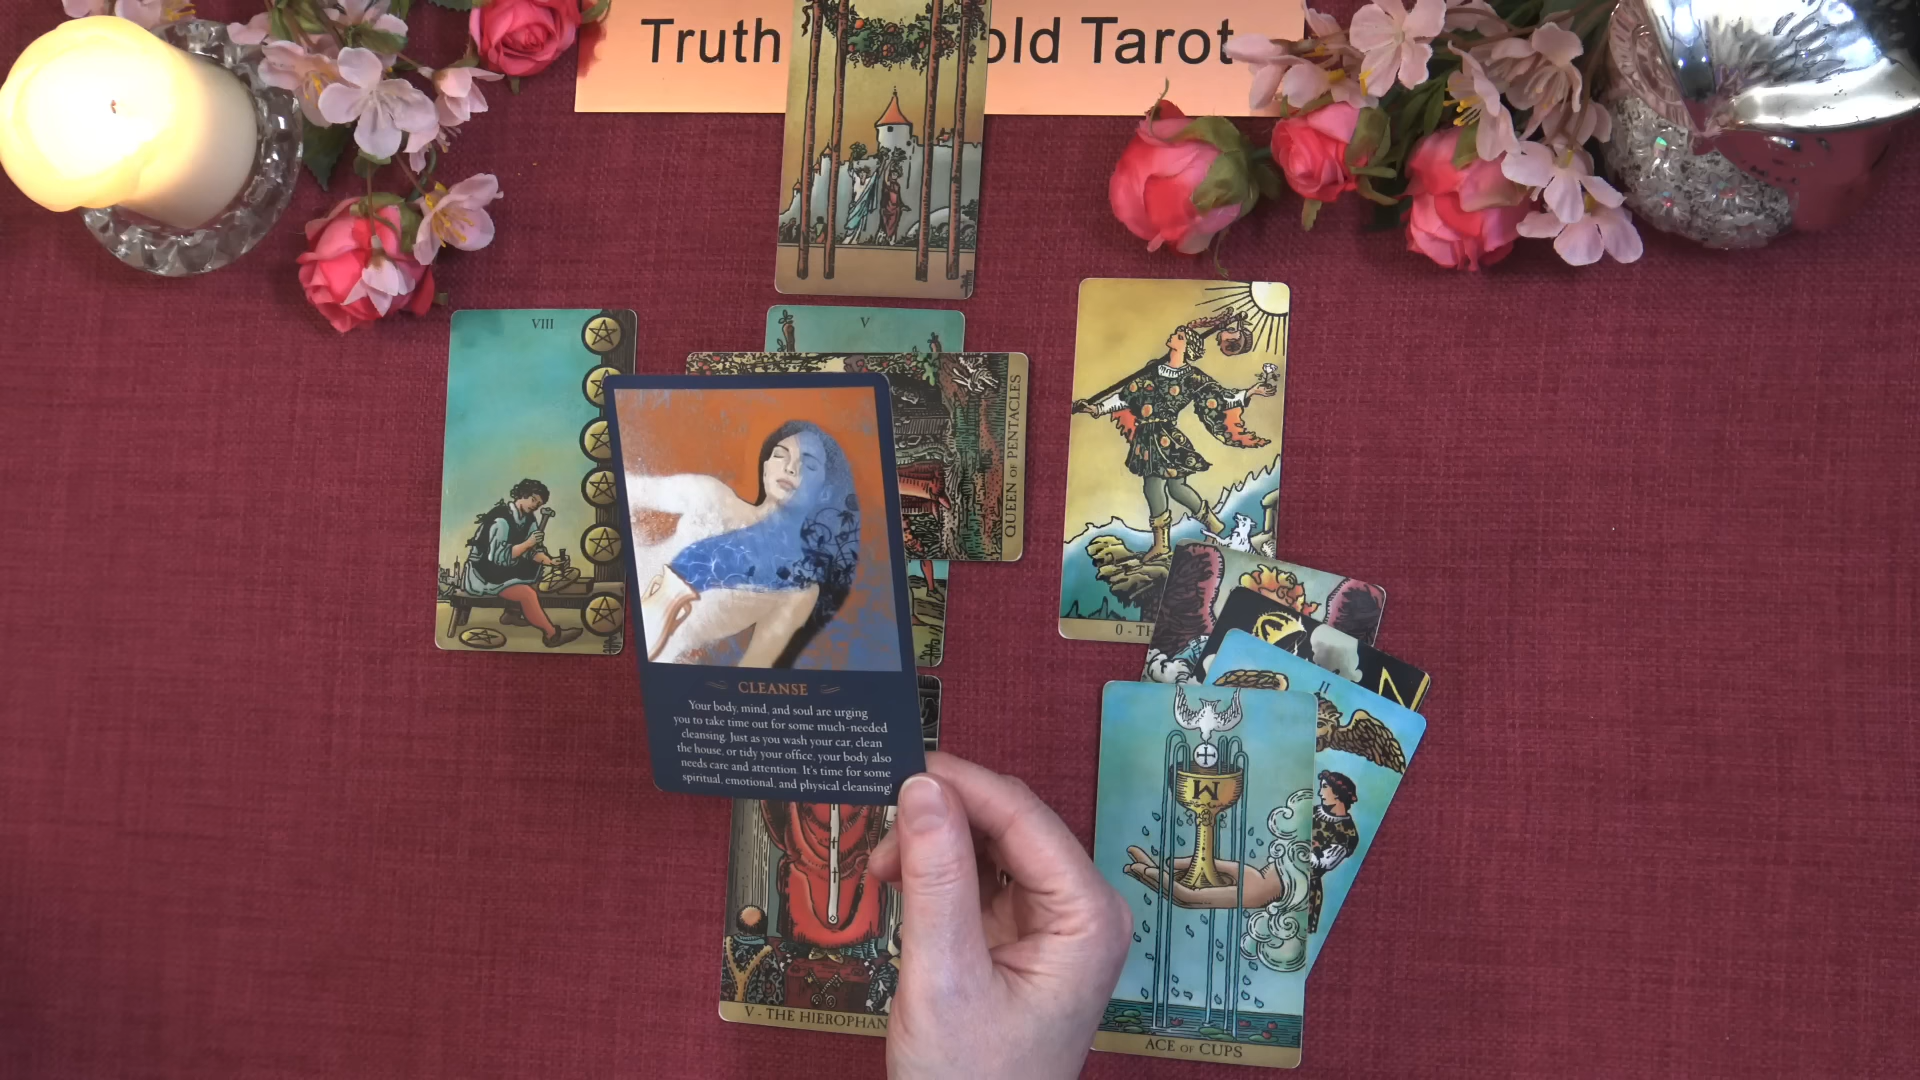 Truth old Tarot
VIII
V
QUEEN OF PENTACLES
0 - TH
CLEANSE
Your body, mind, and soul are urging
you to take time out for some much-needed
cleansing. Just as you wash your car, clean
the house, or tidy your office, your body also
needs care and attention. It's time for some
spiritual, emotional, and physical cleansing!
II
N
M
V - THE HIEROPHAN
ACE OF CUPS